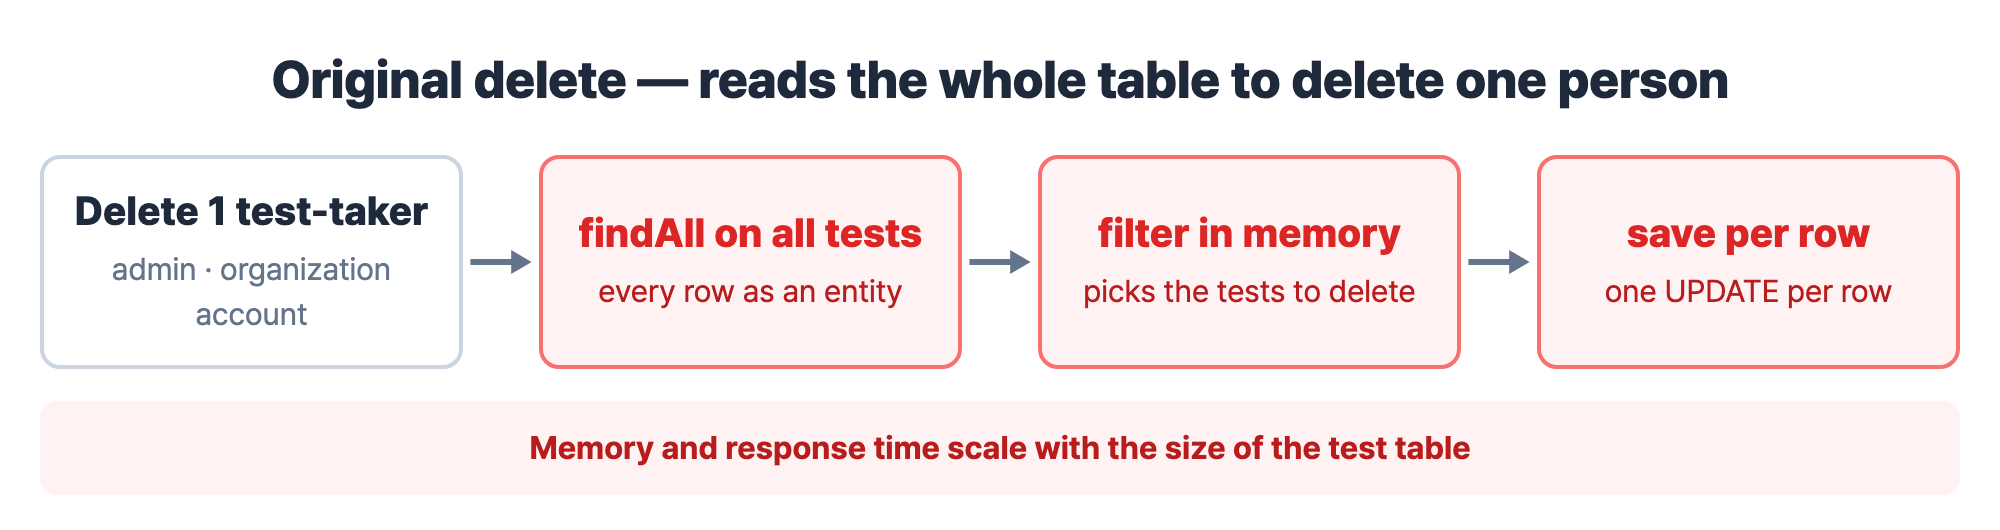 Original delete — reads the whole table to delete one person
Delete 1 test-taker
admin · organization
account
findAll on all tests
every row as an entity
filter in memory
picks the tests to delete
save per row
one UPDATE per row
Memory and response time scale with the size of the test table